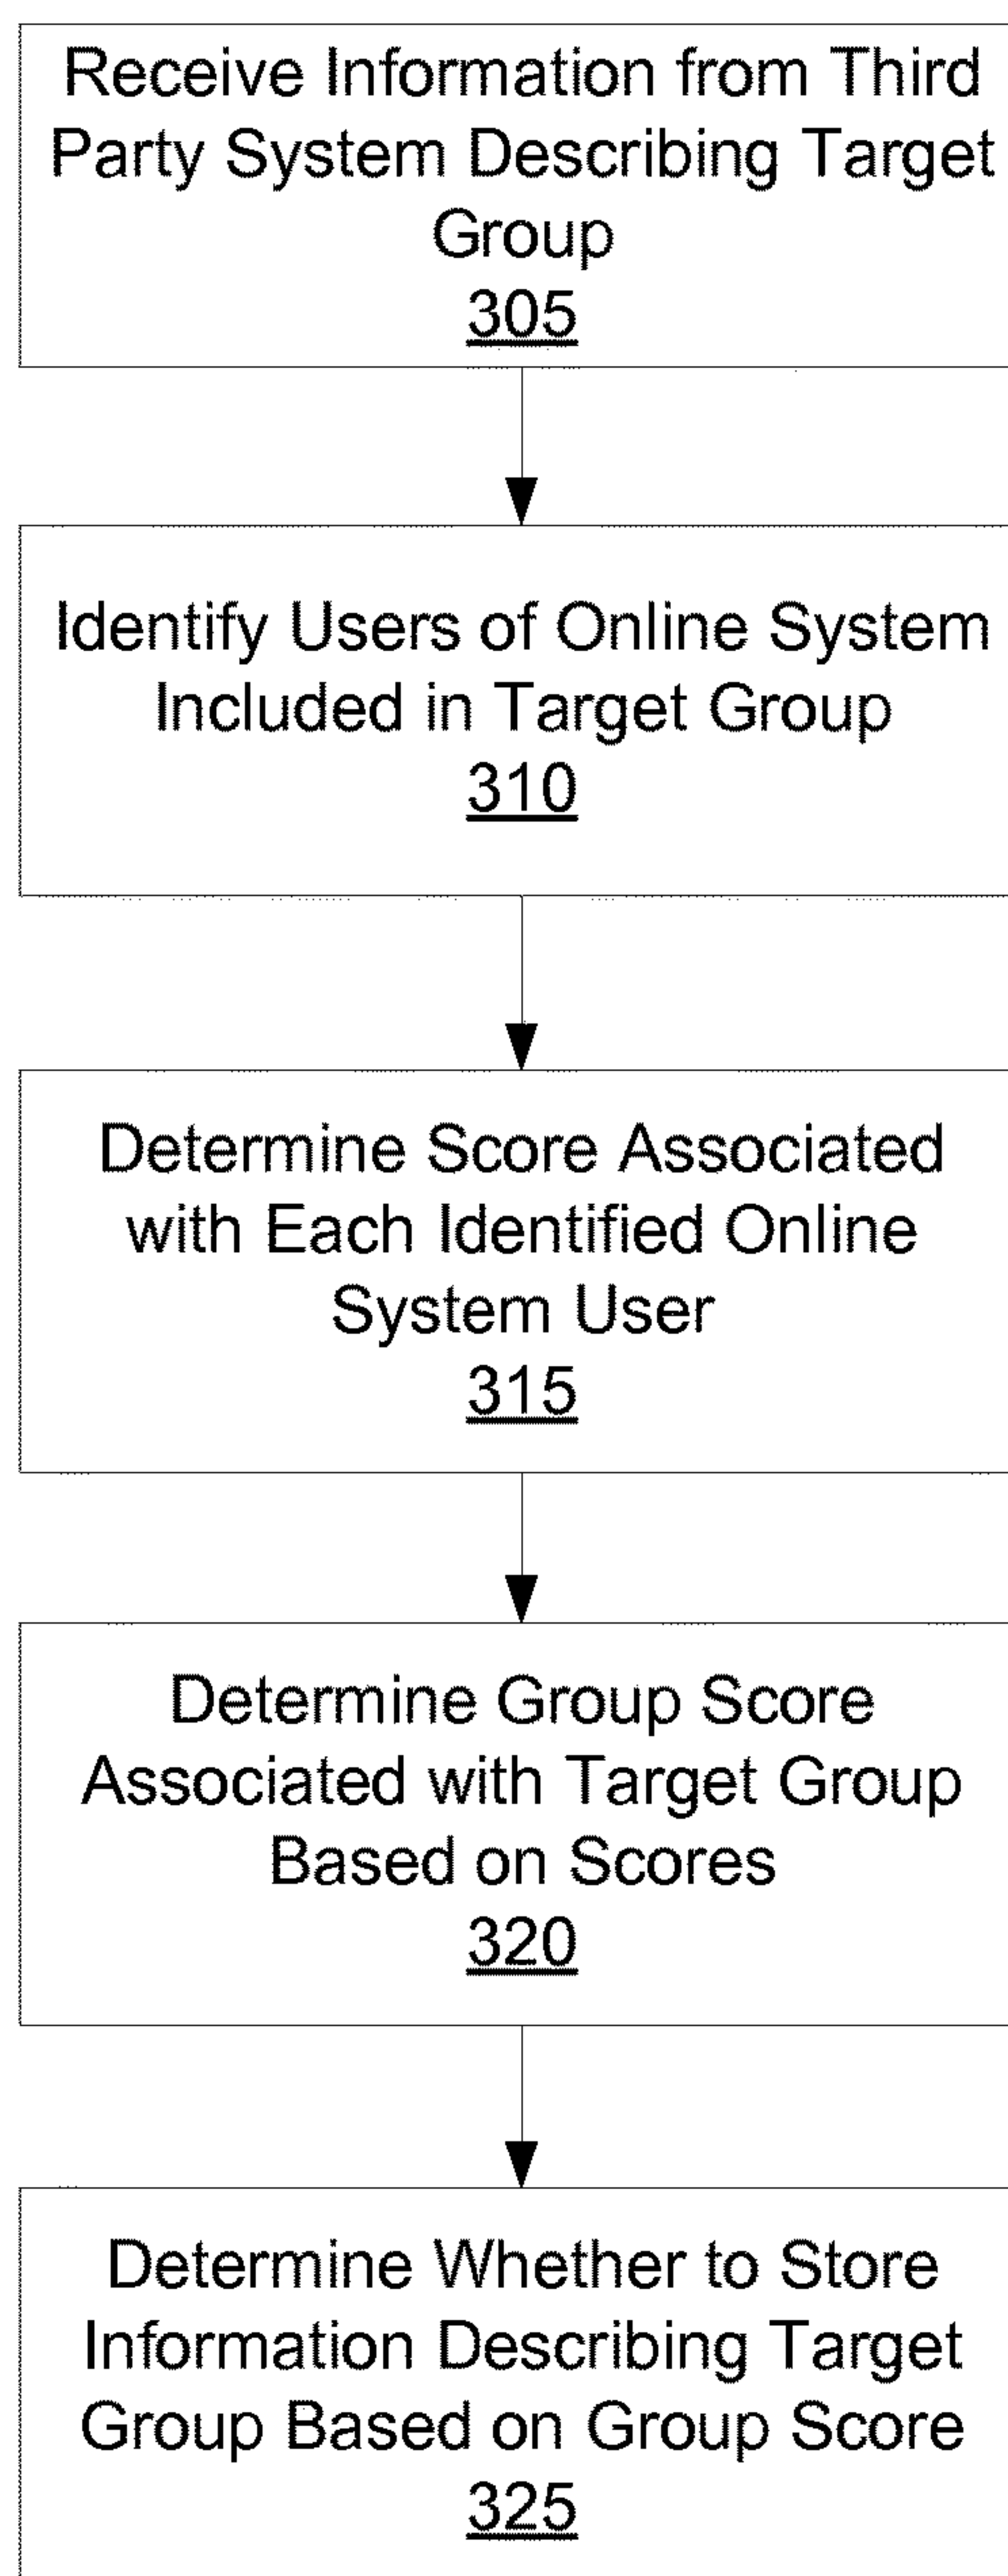 Receive Information from Third
Party System Describing Target
Group
305
Identify Users of Online System
Included in Target Group
310
Determine Score Associated
with Each Identified Online
System User
315
Determine Group Score
Associated with Target Group
Based on Scores
320
Determine Whether to Store
Information Describing Target
Group Based on Group Score
325